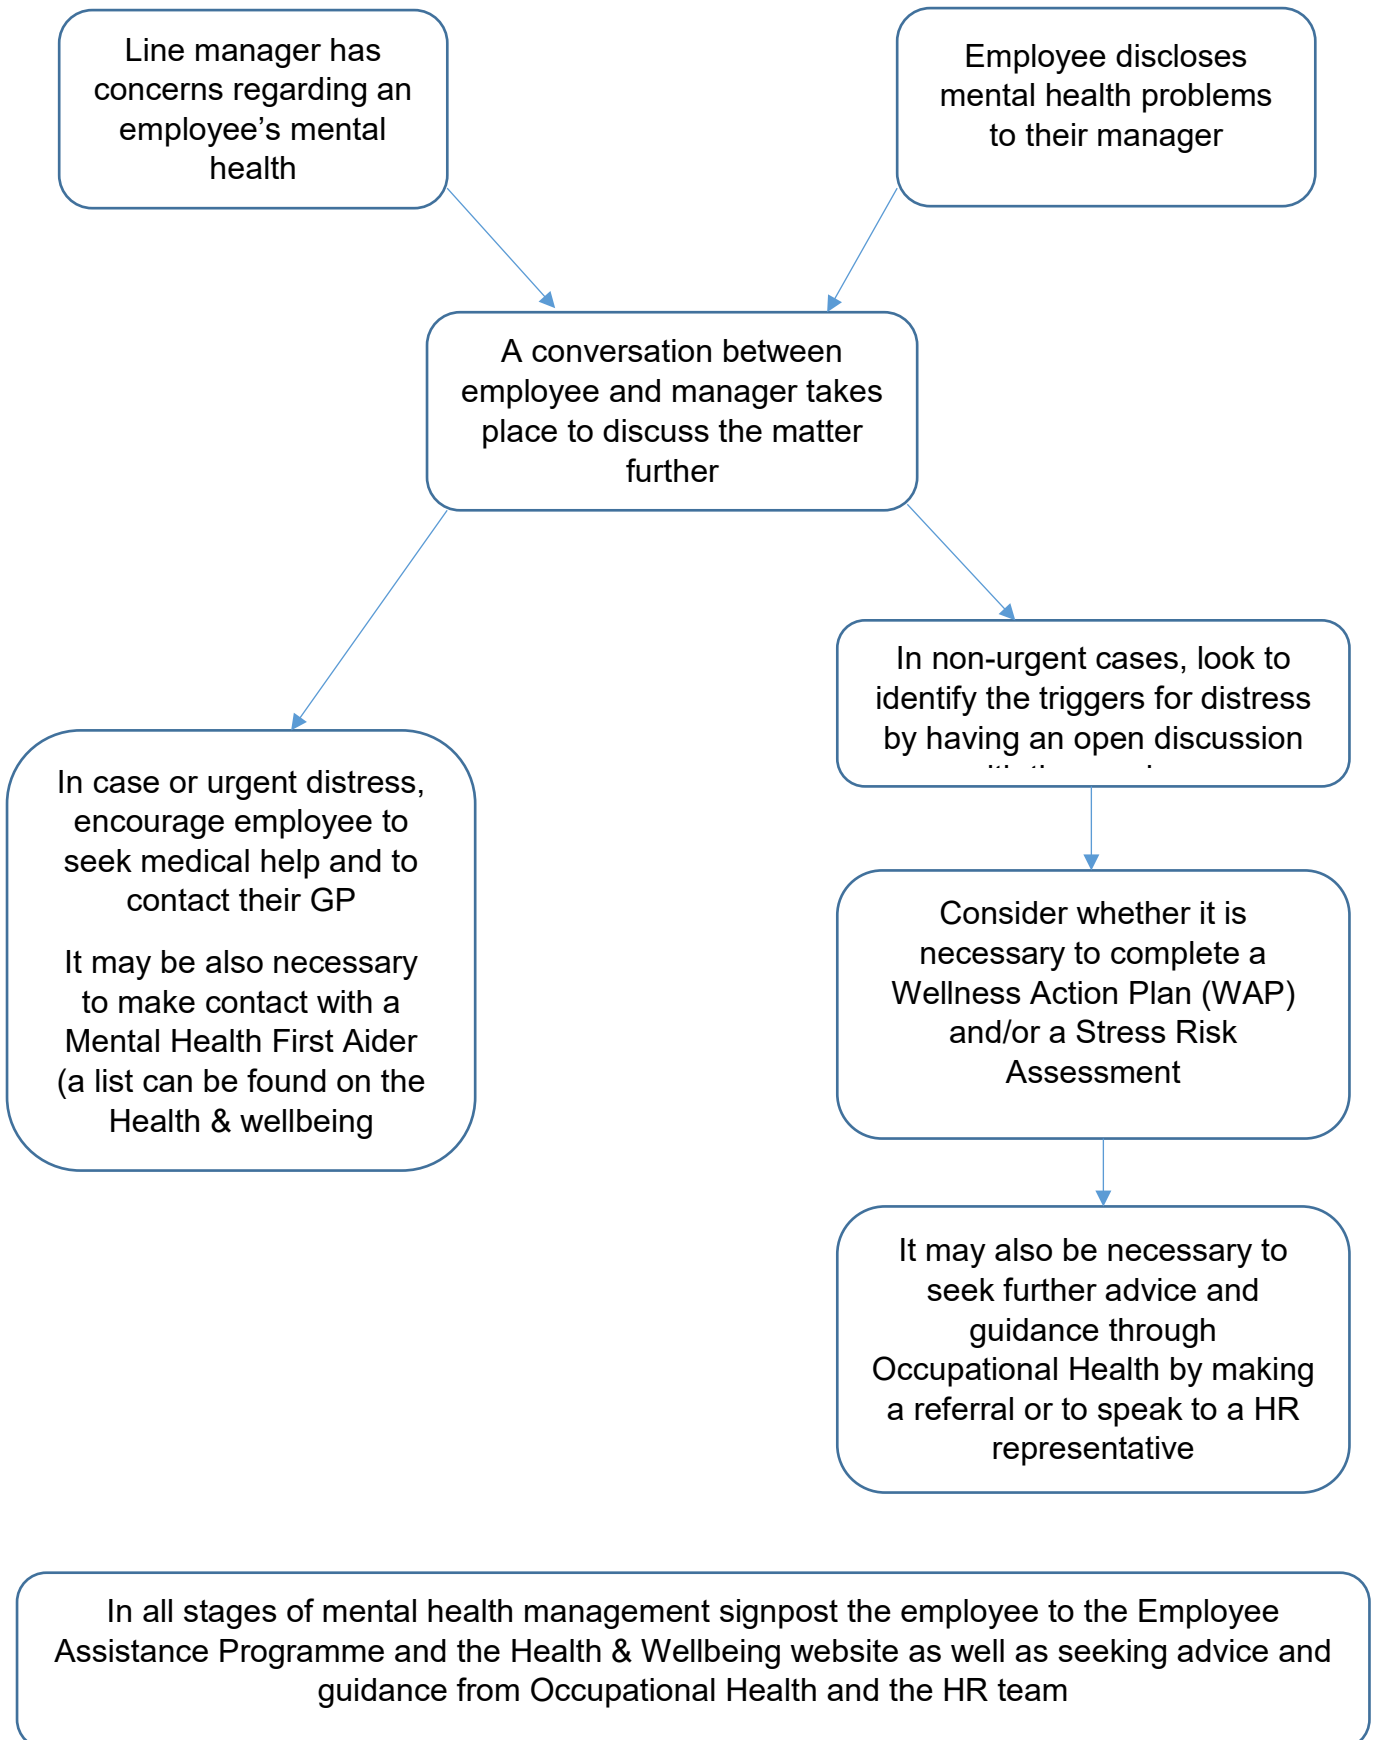 Line manager has
concerns regarding an
employee’s mental
health
Employee discloses
mental health problems
to their manager
A conversation between
employee and manager takes
place to discuss the matter
further
In non-urgent cases, look to
identify the triggers for distress
by having an open discussion
In case or urgent distress,
encourage employee to
seek medical help and to
contact their GP
It may be also necessary
to make contact with a
Mental Health First Aider
(a list can be found on the
Health & wellbeing
Consider whether it is
necessary to complete a
Wellness Action Plan (WAP)
and/or a Stress Risk
Assessment
It may also be necessary to
seek further advice and
guidance through
Occupational Health by making
a referral or to speak to a HR
representative
In all stages of mental health management signpost the employee to the Employee
Assistance Programme and the Health & Wellbeing website as well as seeking advice and
guidance from Occupational Health and the HR team